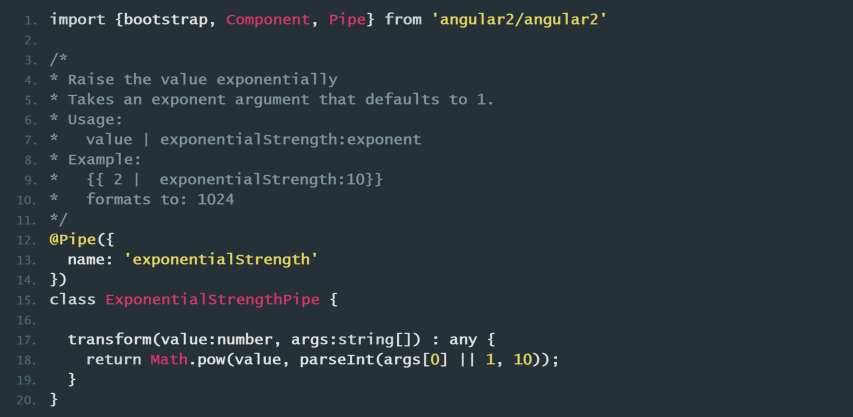 1. import {bootstrap, Component, Pipe} from 'angular2/angular2'
2.
3. /*
4. * Raise the value exponentially
5. * Takes an exponent argument that defaults to 1.
6. * Usage:
7. *   value | exponentialStrength:exponent
8. * Example:
9. *   {{ 2 |  exponentialStrength:10}}
10. *   formats to: 1024
11. */
12. @Pipe({
13.   name: 'exponentialStrength'
14. })
15. class ExponentialStrengthPipe {
16.
17.   transform(value:number, args:string[]) : any {
18.     return Math.pow(value, parseInt(args[0] || 1, 10));
19.   }
20. }